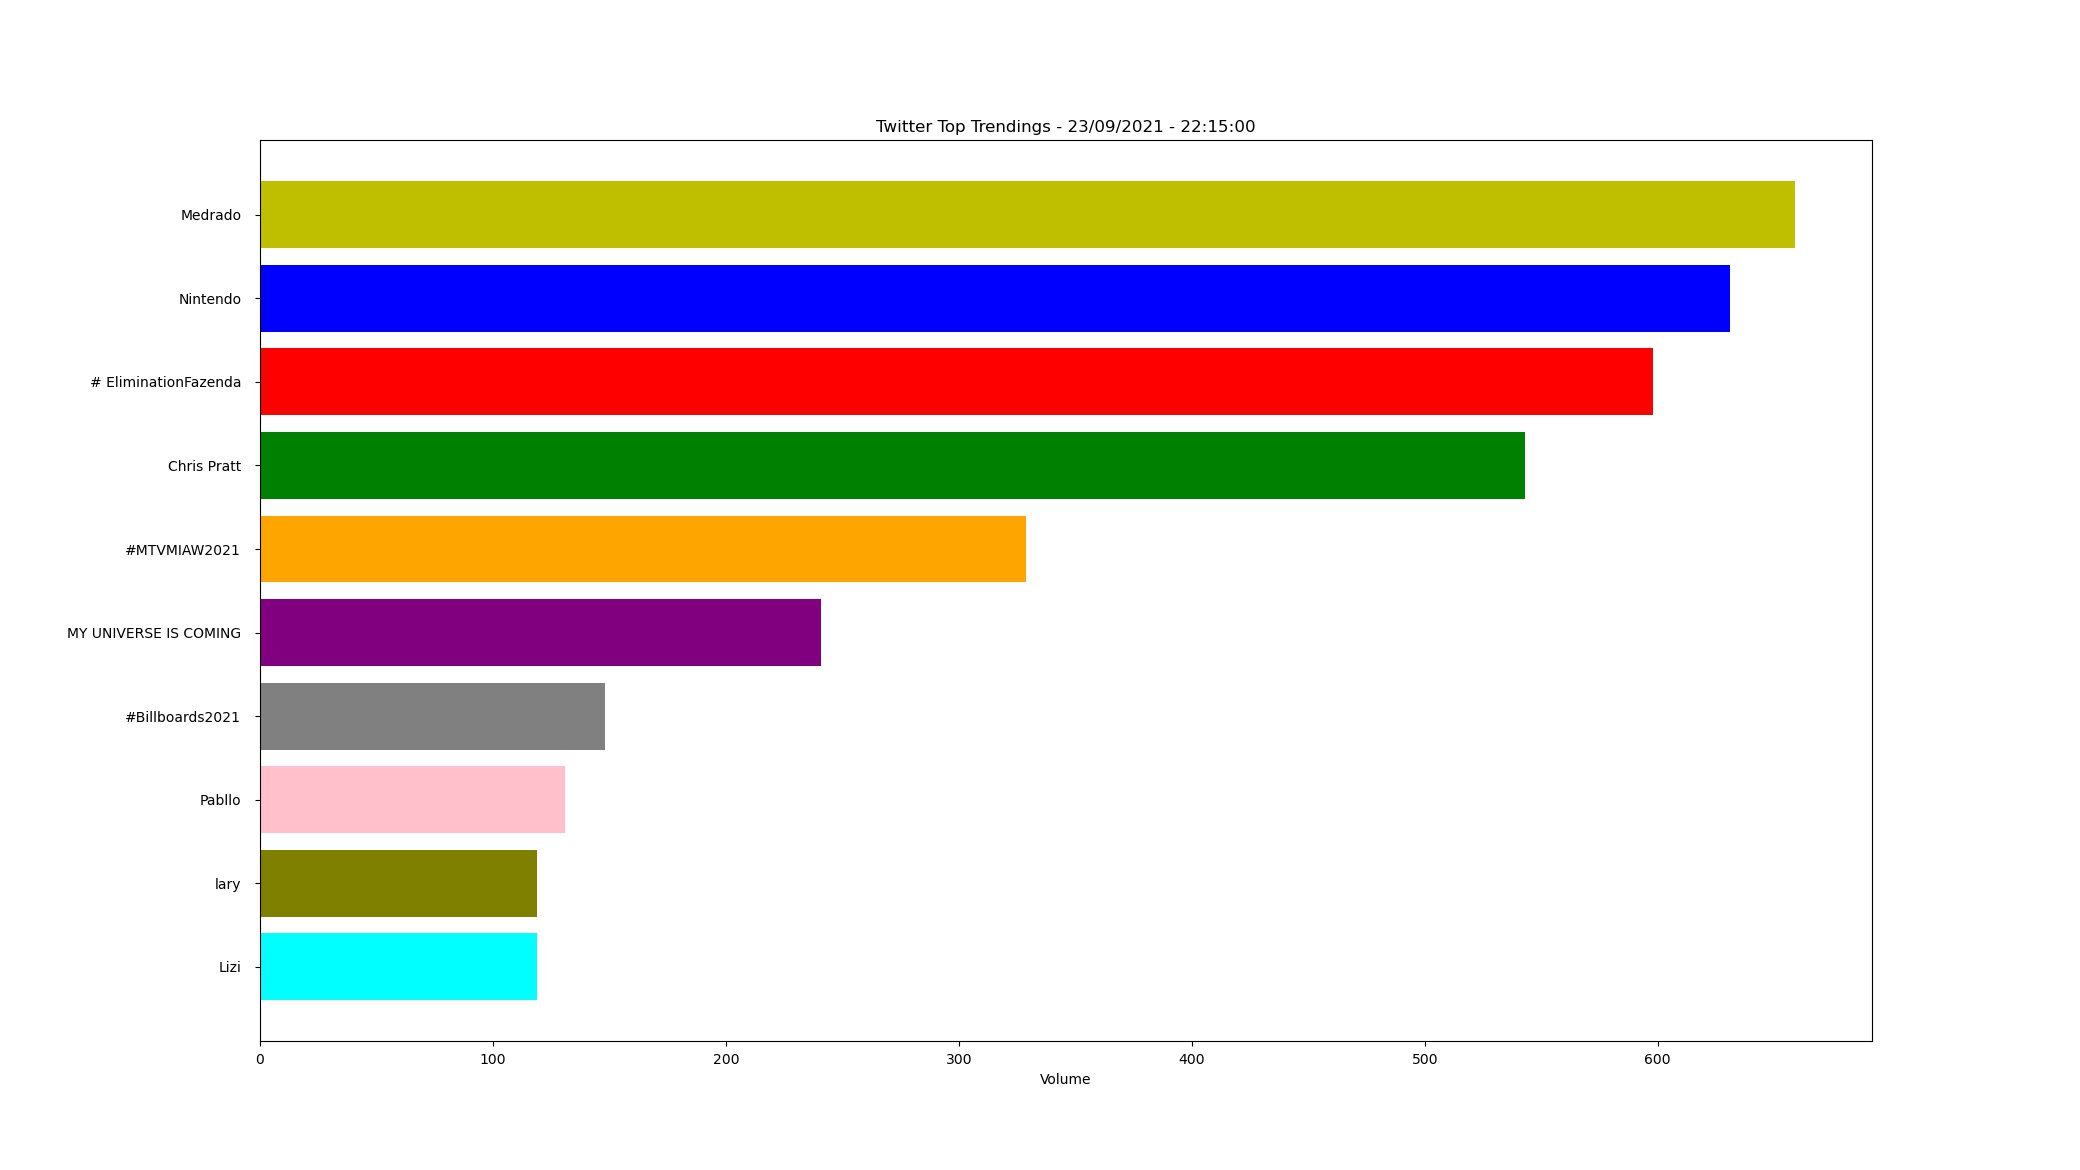 Twitter Top Trendings - 23/09/2021 - 22:15:00
Medrado
Nintendo
# EliminationFazenda
Chris Pratt
#MTVMIAW2021
MY UNIVERSE IS COMING
#Billboards2021
Pabllo
lary
Lizi
0 100 200 300 400 500 600
Volume